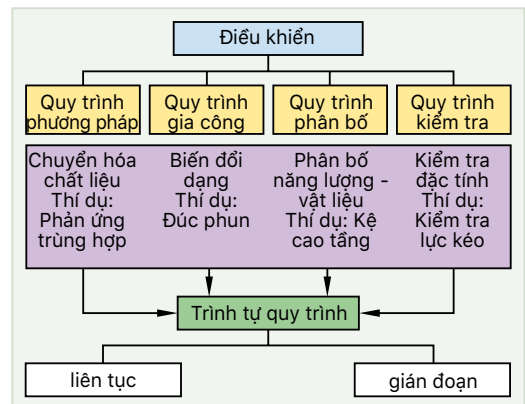 Điều khiển
Quy trình
phương pháp
Quy trình
gia công
Quy trình
phân bố
Quy trình
kiểm tra
Chuyển hóa
chất liệu
Thí dụ:
Phản ứng
trùng hợp
Biến đổi
dạng
Thí dụ:
Đúc phun
Phân bố
năng lượng -
vật liệu
Thí dụ: Kệ
cao tầng
Kiểm tra
đặc tính
Thí dụ:
Kiểm tra
lực kéo
Trình tự quy trình
liên tục
gián đoạn